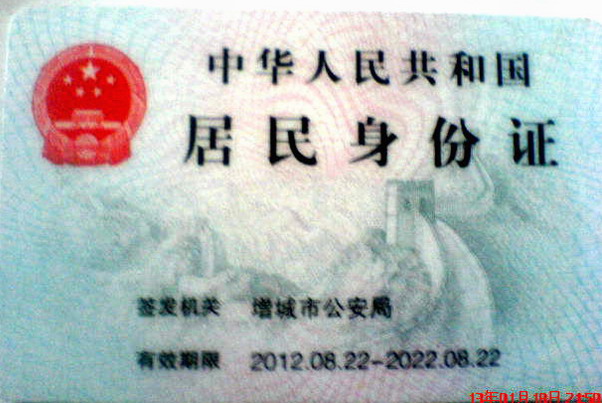 中华人民共和国
居民身份证
签发机关 增城市公安局
有效期限 2012.08.22-2022.08.22